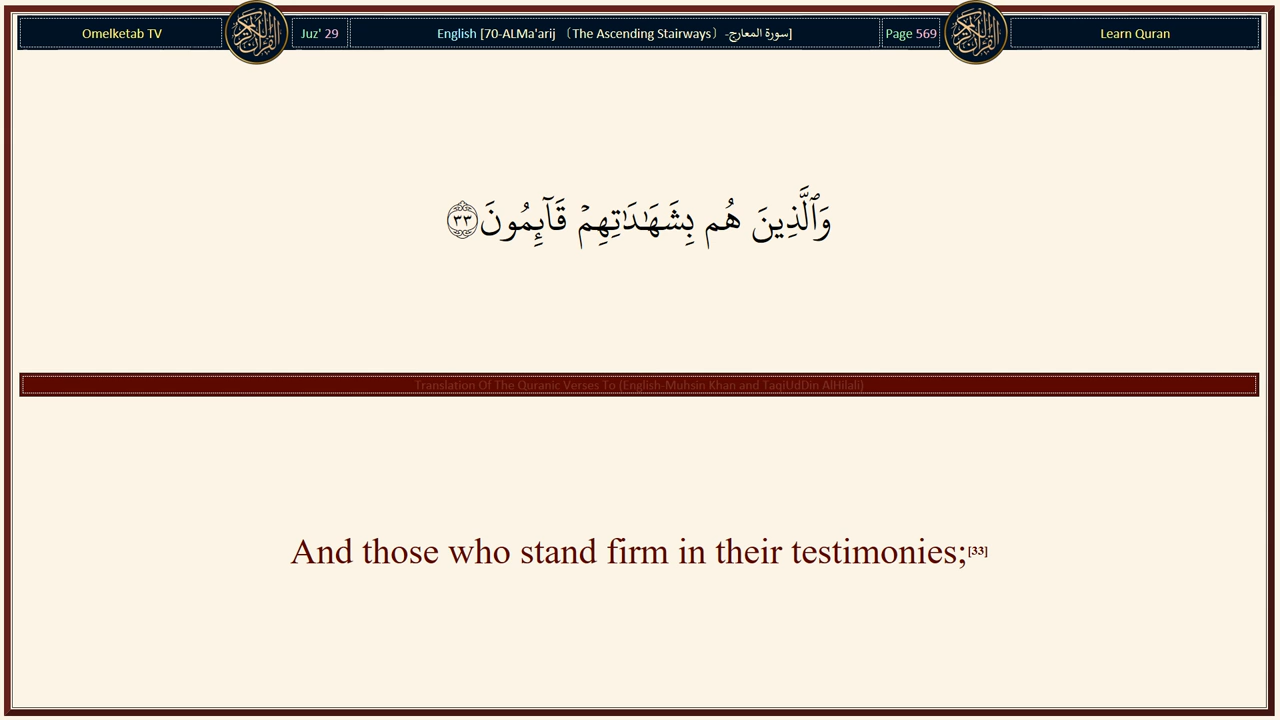 Omelketab TV
Juz' 29
English [70-ALMa'arij 〔The Ascending Stairways〕-سورة المعارج]
Page 569
Learn Quran
وَٱلَّذِينَ هُم بِشَهَٰدَٰتِهِمْ قَآئِمُونَ ٣٣
Translation Of The Quranic Verses To (English-Muhsin Khan and TaqiUdDin AlHilali)
And those who stand firm in their testimonies;[33]